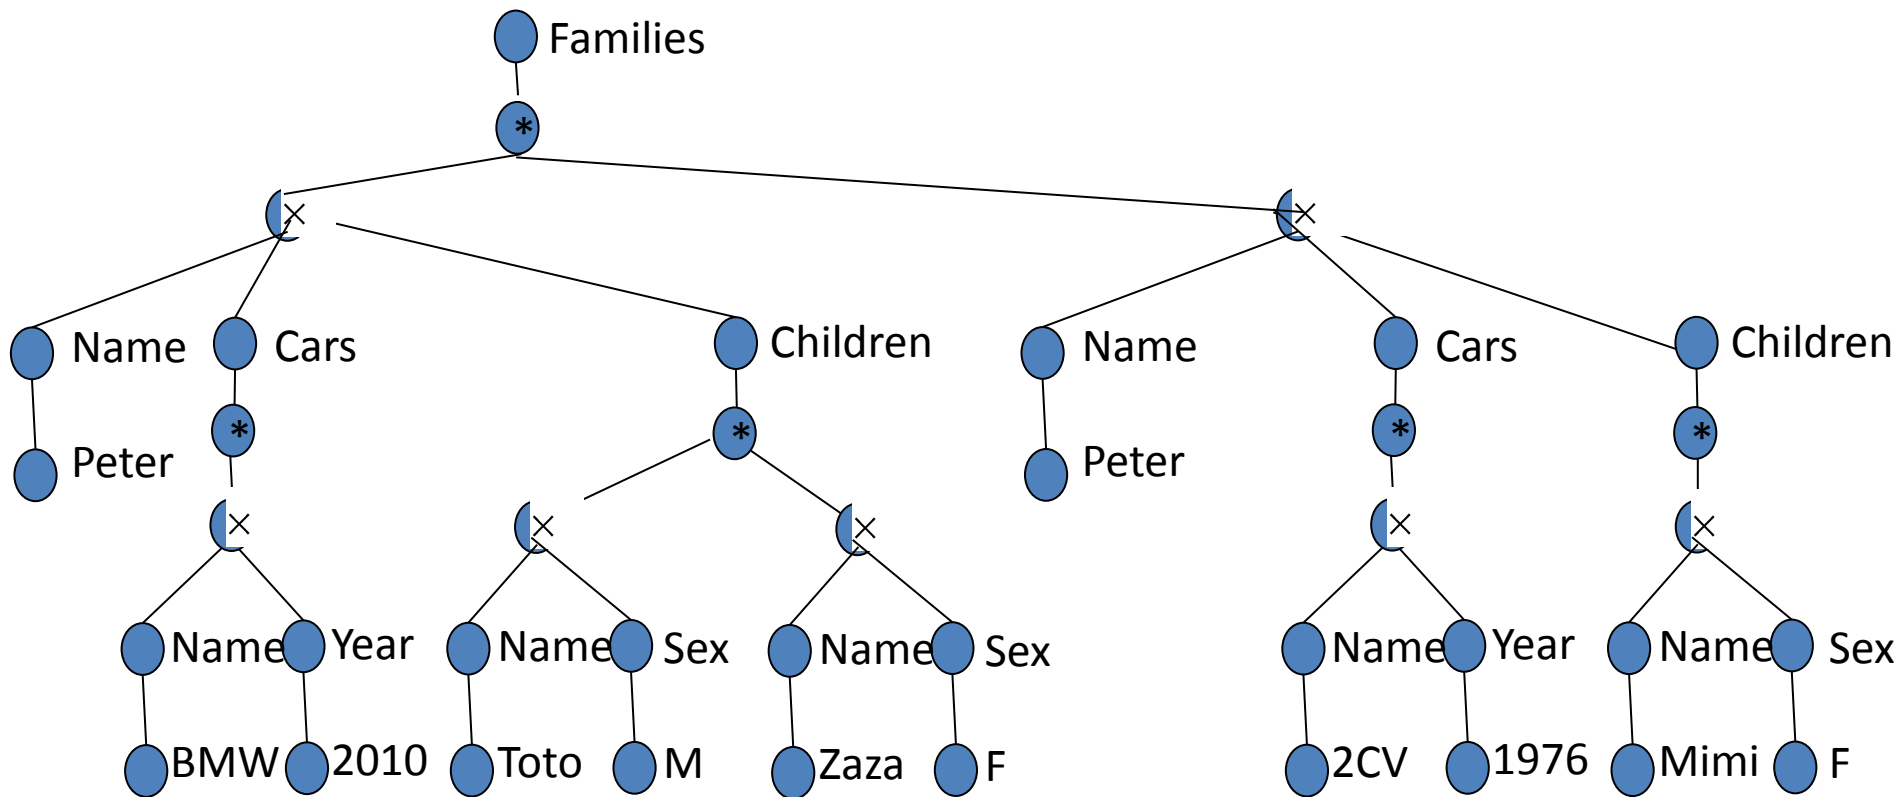 Families
*
× ×
Name Cars Children Name Cars Children
* * * *
Peter Peter
× × × × ×
Name Year Name Sex Name Sex Name Year Name Sex
BMW 2010 Toto M Zaza F 2CV 1976 Mimi F